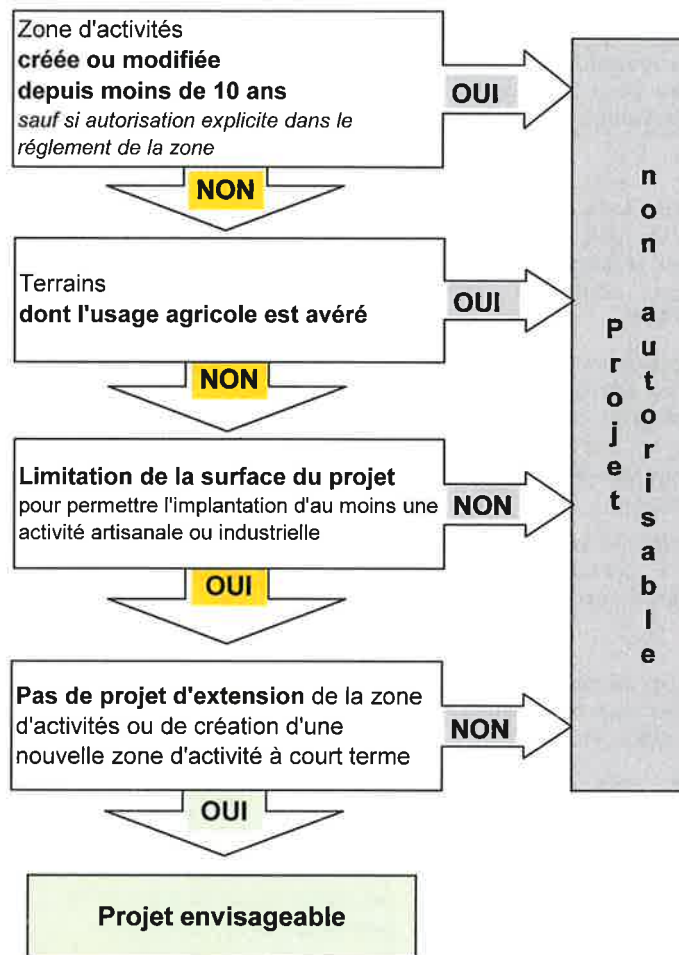 Zone d'activités
créée ou modifiée
depuis moins de 10 ans
sauf si autorisation explicite dans le
réglement de la zone
OUI
NON
Terrains
dont l'usage agricole est avéré
OUI
NON
Limitation de la surface du projet
pour permettre l'implantation d'au moins une
activité artisanale ou industrielle
NON
OUI
Pas de projet d'extension de la zone
d'activités ou de création d'une
nouvelle zone d'activité à court terme
NON
OUI
Projet envisageable
Projet
non autorisable